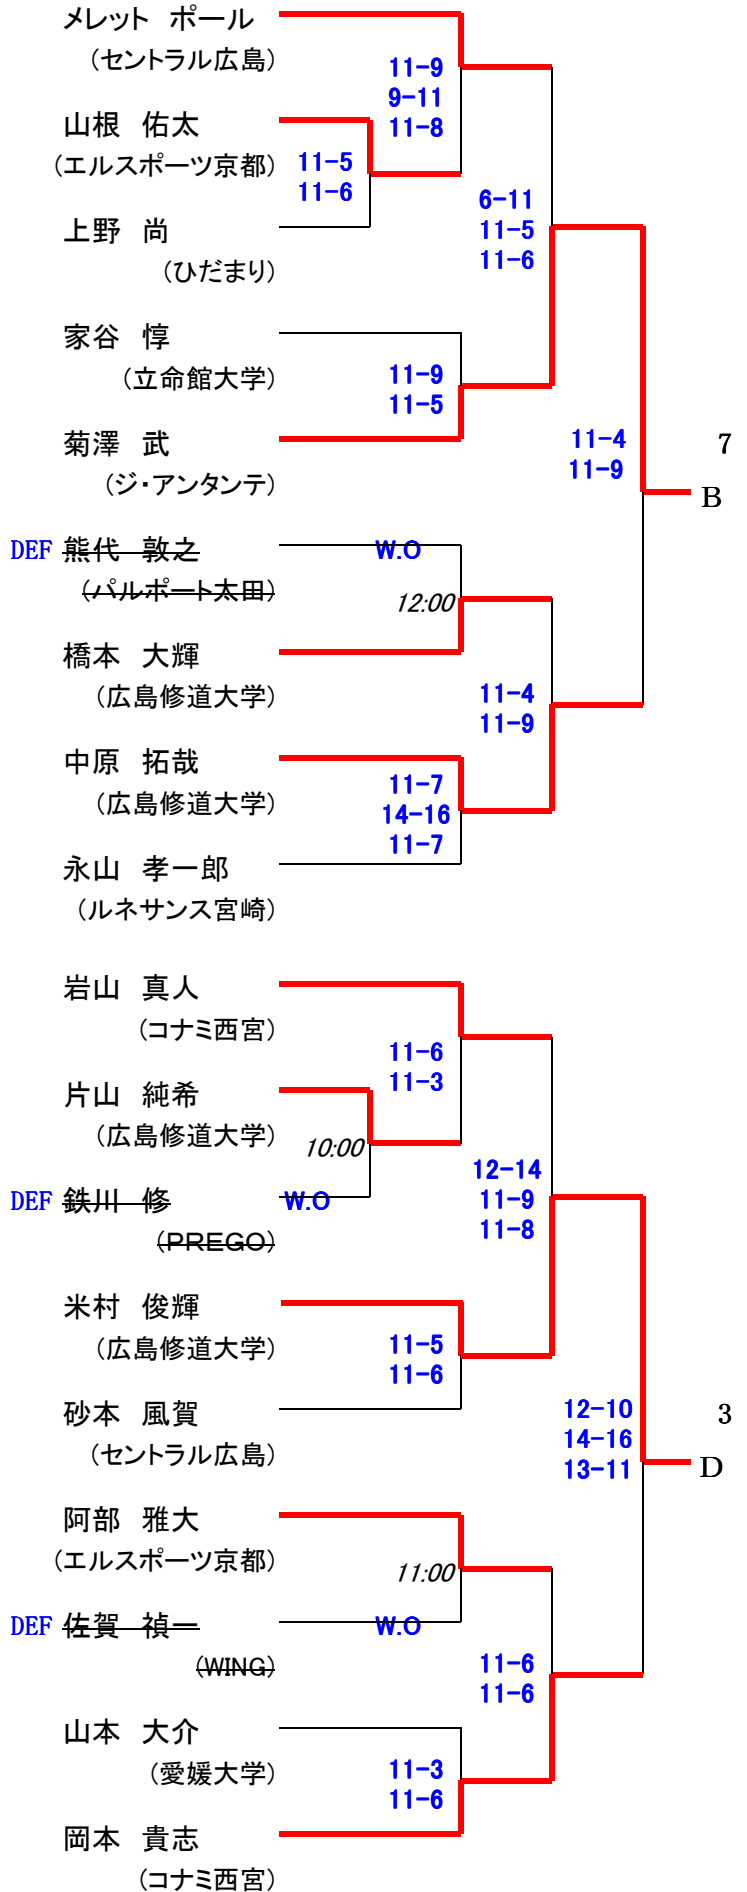 メレット ポール
(セントラル広島)
11-9
9-11
11-8
山根 佑太
(エルスポーツ京都)
11-5
11-6
6-11
11-5
11-6
上野 尚
(ひだまり)
家谷 惇
(立命館大学)
11-9
11-5
菊澤 武
(ジ・アンタンテ)
11-4
11-9
7
B
DEF 熊代 敦之
W.O
(パルポート太田)
12:00
橋本 大輝
(広島修道大学)
11-4
11-9
中原 拓哉
(広島修道大学)
11-7
14-16
11-7
永山 孝一郎
(ルネサンス宮崎)
岩山 真人
(コナミ西宮)
11-6
11-3
片山 純希
(広島修道大学)
10:00
12-14
11-9
11-8
DEF 鉄川 修
W.O
(PREGO)
米村 俊輝
(広島修道大学)
11-5
11-6
砂本 風賀
(セントラル広島)
12-10
14-16
13-11
3
D
阿部 雅大
(エルスポーツ京都)
11:00
DEF 佐賀 禎一
W.O
(WING)
11-6
11-6
山本 大介
(愛媛大学)
11-3
11-6
岡本 貴志
(コナミ西宮)